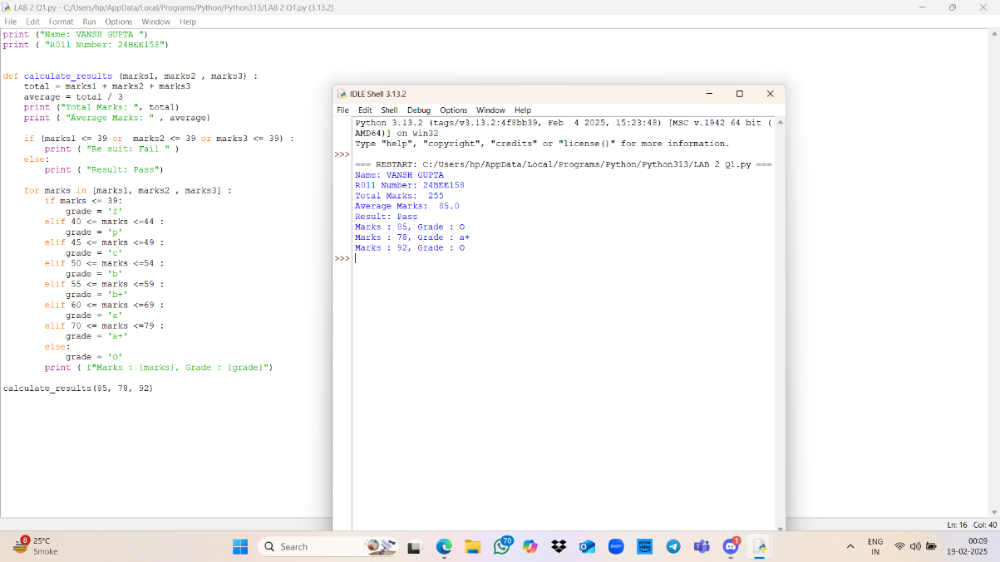 LAB 2 Q1.py - C:/Users/hp/AppData/Local/Programs/Python/Python313/LAB 2 Q1.py (3.13.2)
File Edit Format Run Options Window Help
print ("Name: VANSH GUPTA ")
print ( "R011 Number: 24BEE158")
def calculate_results (marks1, marks2 , marks3) :
total = marks1 + marks2 + marks3
average = total / 3
print ("Total Marks: ", total)
print ( "Average Marks: " , average)
if (marks1 <= 39 or marks2 <= 39 or marks3 <= 39) :
print ( "Re suit: Fail " )
else:
print ( "Result: Pass")
for marks in [marks1, marks2 , marks3] :
if marks <= 39:
grade = 'f'
elif 40 <= marks <=44 :
grade = 'p'
elif 45 <= marks <=49 :
grade = 'c'
elif 50 <= marks <=54 :
grade = 'b'
elif 55 <= marks <=59 :
grade = 'b+'
elif 60 <= marks <=69 :
grade = 'a'
elif 70 <= marks <=79 :
grade = 'a+'
else:
grade = 'O'
print ( f"Marks : {marks}, Grade : {grade}")
calculate_results(85, 78, 92)
IDLE Shell 3.13.2
File Edit Shell Debug Options Window Help
Python 3.13.2 (tags/v3.13.2:4f8bb39, Feb 4 2025, 15:23:48) [MSC v.1942 64 bit (
AMD64)] on win32
Type "help", "copyright", "credits" or "license()" for more information.
>>>
=== RESTART: C:/Users/hp/AppData/Local/Programs/Python/Python313/LAB 2 Q1.py ===
Name: VANSH GUPTA
R011 Number: 24BEE158
Total Marks: 255
Average Marks: 85.0
Result: Pass
Marks : 85, Grade : O
Marks : 78, Grade : a+
Marks : 92, Grade : O
>>>
Ln: 16 Col: 40
8
25°C
Smoke
Search
70
zoom
prime video
1
ENG
IN
00:09
19-02-2025